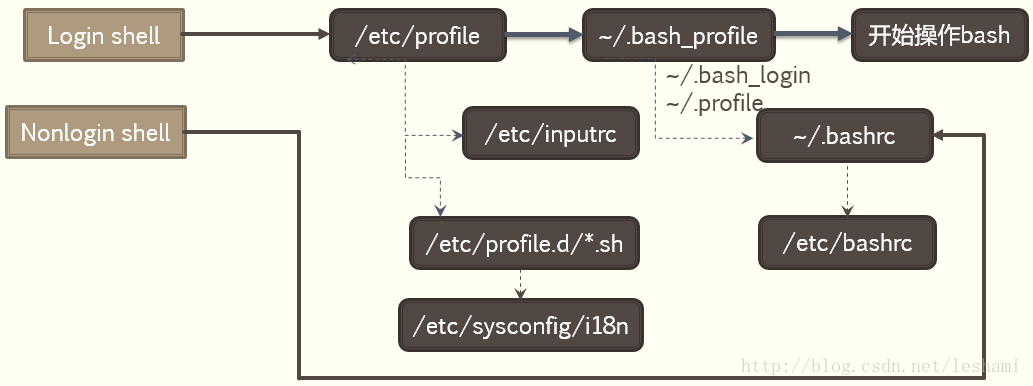 Login shell
/etc/profile
~/.bash_profile
开始操作bash
~/.bash_login
~/.profile
Nonlogin shell
/etc/inputrc
~/.bashrc
/etc/profile.d/*.sh
/etc/bashrc
/etc/sysconfig/i18n
http://blog.csdn.net/leshami